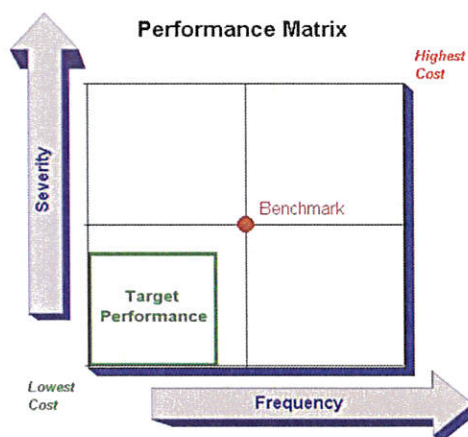 Performance Matrix
Highest
Cost
Severity
Benchmark
Target
Performance
Lowest
Cost
Frequency